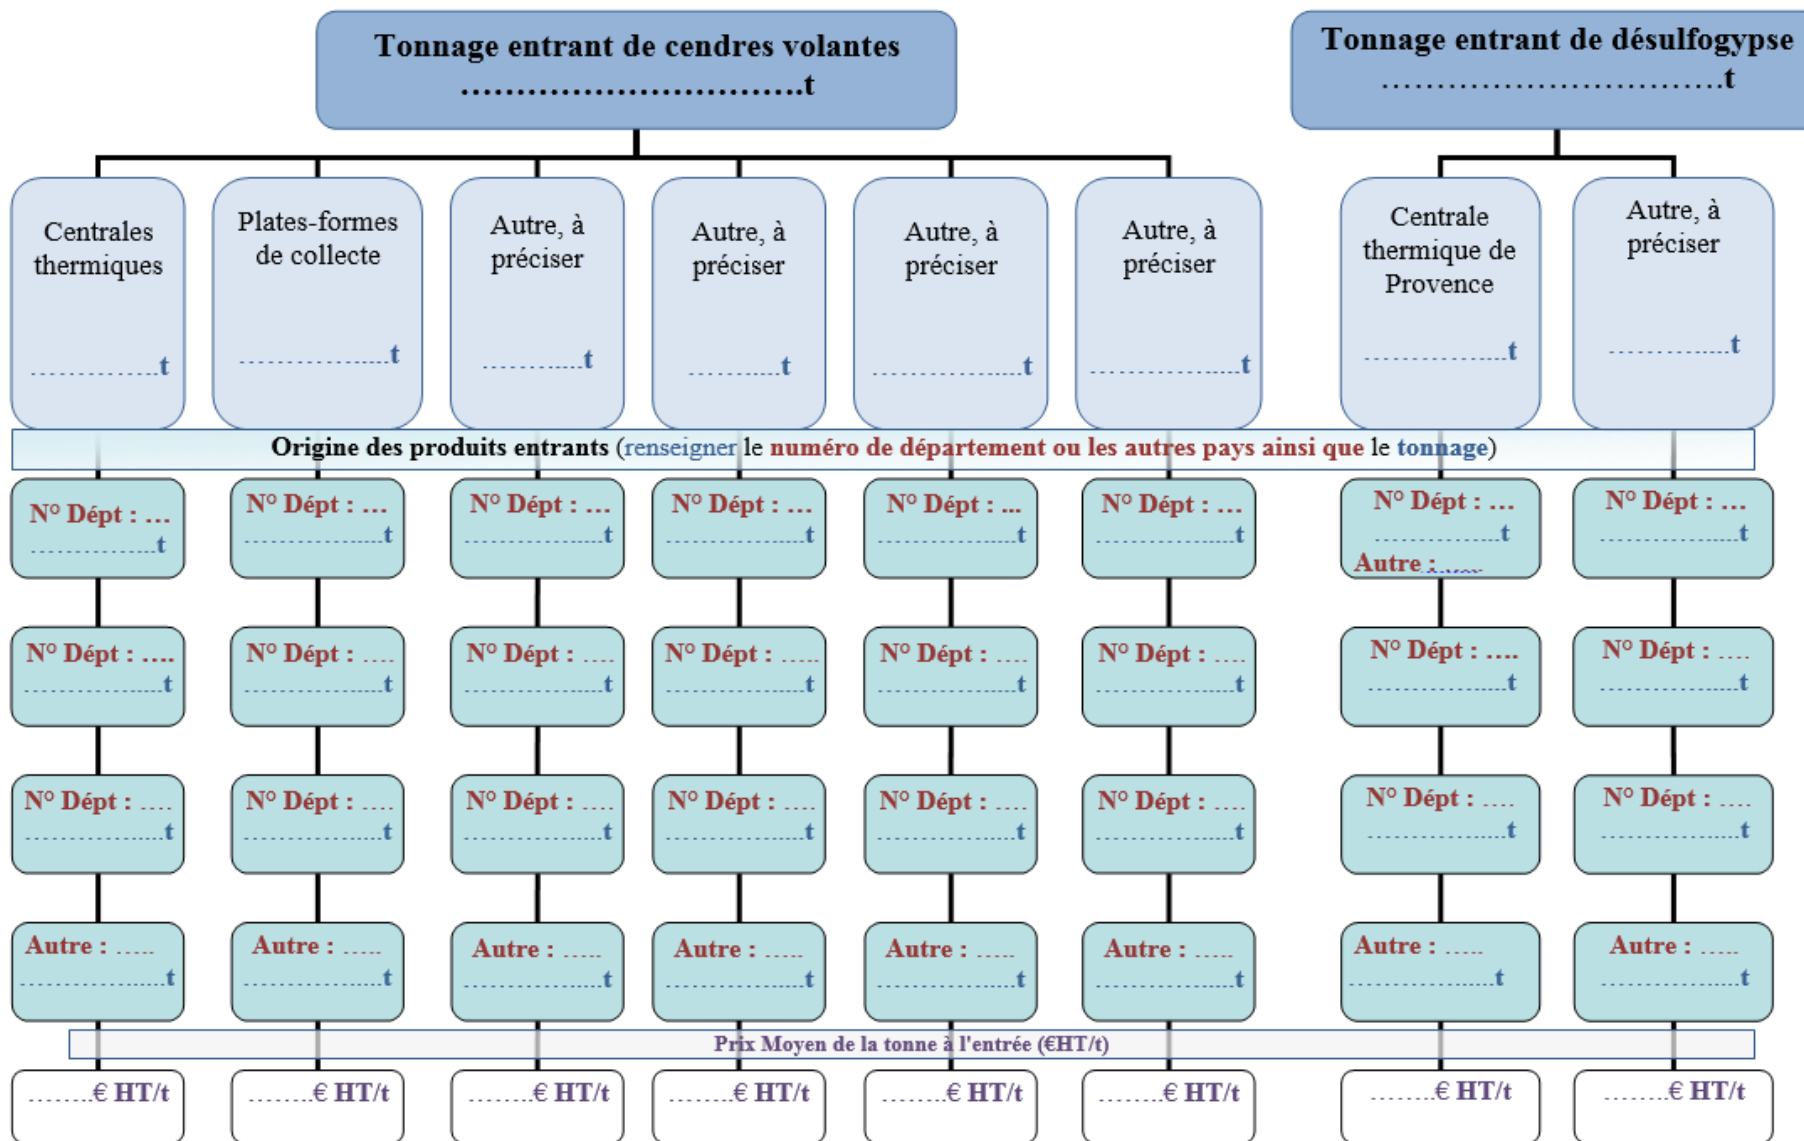 Tonnage entrant de cendres volantes
…………………………….t
Tonnage entrant de désulfogypse
…………………………….t
Centrales
thermiques
………….t
Plates-formes
de collecte
…………....t
Autre, à
préciser
………....t
Autre, à
préciser
………...t
Autre, à
préciser
…………....t
Autre, à
préciser
…………....t
Centrale
thermique de
Provence
…………....t
Autre, à
préciser
………....t
Origine des produits entrants (renseigner le numéro de département ou les autres pays ainsi que le tonnage)
N° Dépt : …
…………...t
N° Dépt : …
…………...t
N° Dépt : …
…………...t
N° Dépt : …
…………...t
N° Dépt : ...
…………...t
N° Dépt : …
…………...t
N° Dépt : …
…………...t
Autre : …..
N° Dépt : …
…………...t
N° Dépt : ….
…………...t
N° Dépt : ….
…………...t
N° Dépt : ….
…………...t
N° Dépt : …..
…………...t
N° Dépt : ….
…………...t
N° Dépt : ….
…………...t
N° Dépt : ….
…………...t
N° Dépt : ….
…………...t
N° Dépt : ….
…………...t
N° Dépt : ….
…………...t
N° Dépt : ….
…………...t
N° Dépt : ….
…………...t
N° Dépt : ….
…………...t
N° Dépt : ….
…………...t
N° Dépt : ….
…………...t
N° Dépt : ….
…………...t
Autre : …..
…………...t
Autre : …..
…………...t
Autre : …..
…………...t
Autre : …..
…………...t
Autre : …..
…………...t
Autre : …..
…………...t
Autre : …..
…………...t
Autre : …..
…………...t
Prix Moyen de la tonne à l'entrée (€HT/t)
……..€ HT/t
……..€ HT/t
……..€ HT/t
……..€ HT/t
……..€ HT/t
……..€ HT/t
……..€ HT/t
……..€ HT/t